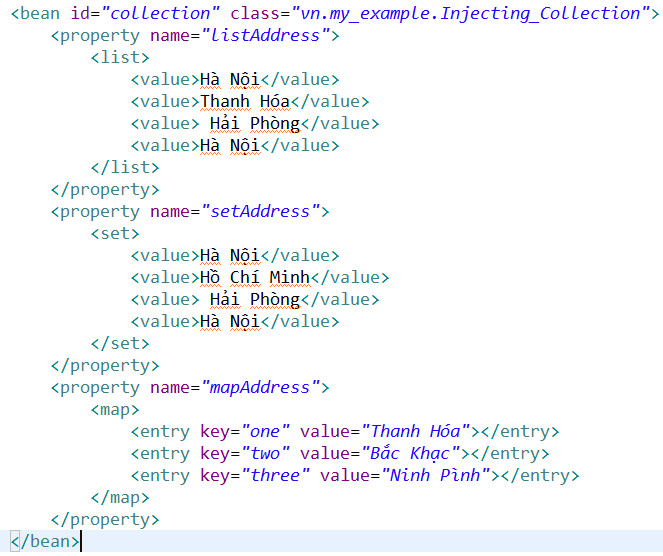 <bean id="collection" class="vn.my_example.Injecting_Collection">
<property name="listAddress">
<list>
<value>Hà Nội</value>
<value>Thanh Hóa</value>
<value> Hải Phòng</value>
<value>Hà Nội</value>
</list>
</property>
<property name="setAddress">
<set>
<value>Hà Nội</value>
<value>Hồ Chí Minh</value>
<value> Hải Phòng</value>
<value>Hà Nội</value>
</set>
</property>
<property name="mapAddress">
<map>
<entry key="one" value="Thanh Hóa"></entry>
<entry key="two" value="Bắc Khạc"></entry>
<entry key="three" value="Ninh Pình"></entry>
</map>
</property>
</bean>